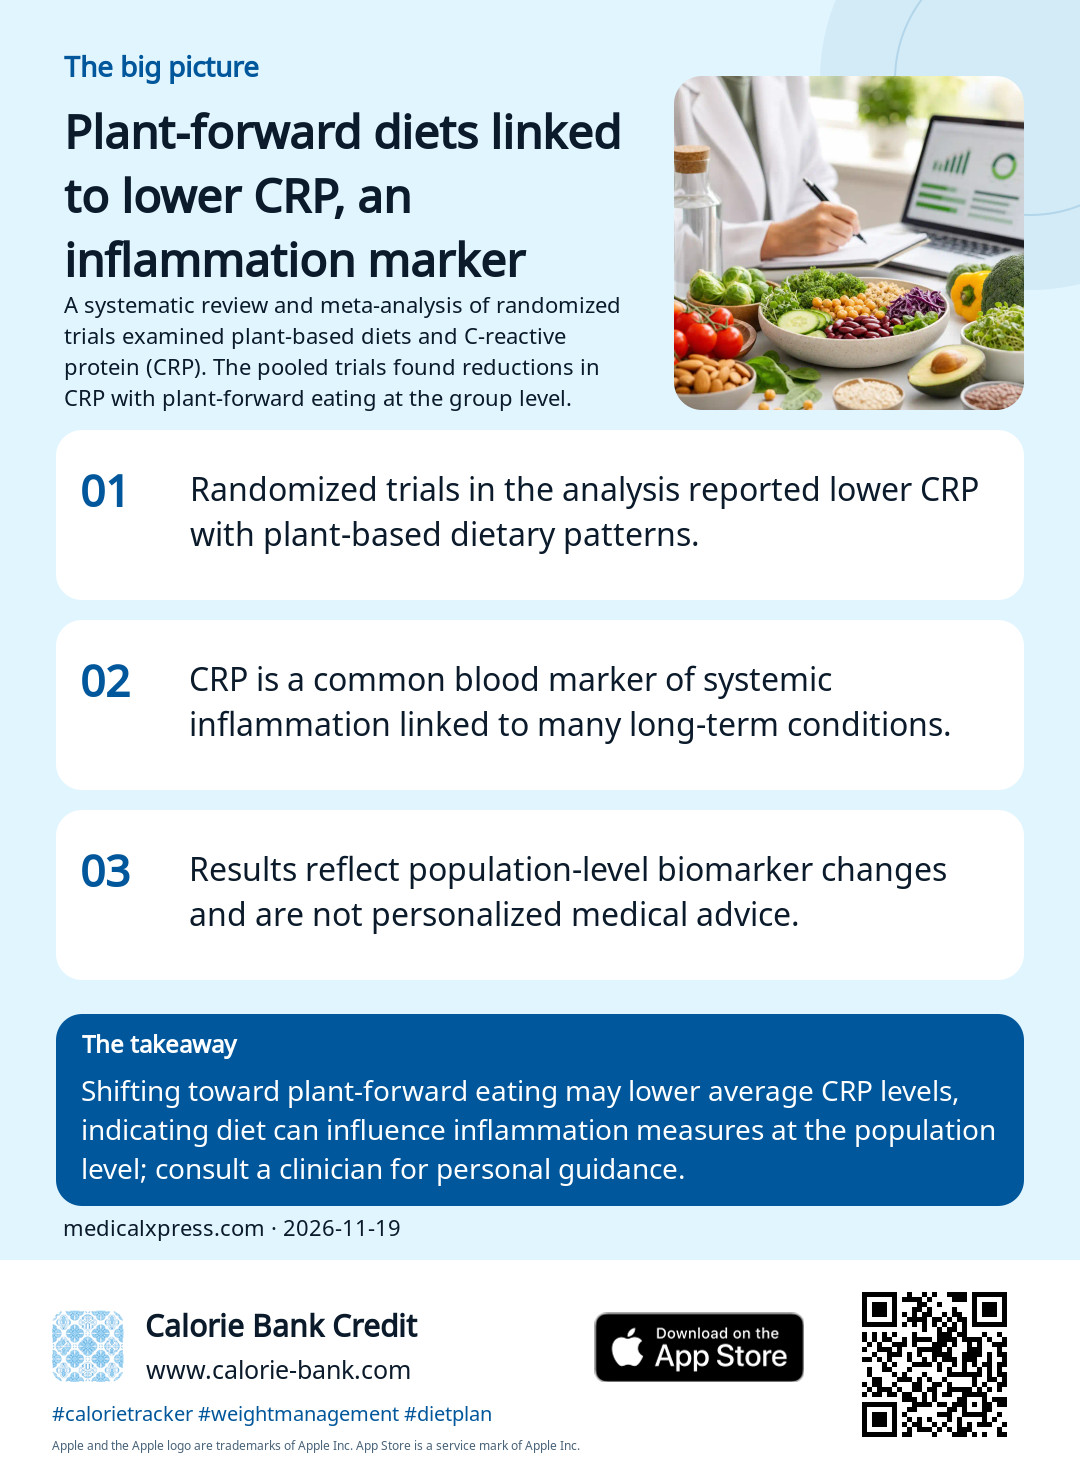 The big picture
Plant-forward diets linked
to lower CRP, an
inflammation marker
A systematic review and meta-analysis of randomized
trials examined plant-based diets and C-reactive
protein (CRP). The pooled trials found reductions in
CRP with plant-forward eating at the group level.
01
Randomized trials in the analysis reported lower CRP
with plant-based dietary patterns.
02
CRP is a common blood marker of systemic
inflammation linked to many long-term conditions.
03
Results reflect population-level biomarker changes
and are not personalized medical advice.
The takeaway
Shifting toward plant-forward eating may lower average CRP levels,
indicating diet can influence inflammation measures at the population
level; consult a clinician for personal guidance.
medicalxpress.com · 2026-11-19
Calorie Bank Credit
www.calorie-bank.com
Download on the
App Store
#calorietracker #weightmanagement #dietplan
Apple and the Apple logo are trademarks of Apple Inc. App Store is a service mark of Apple Inc.